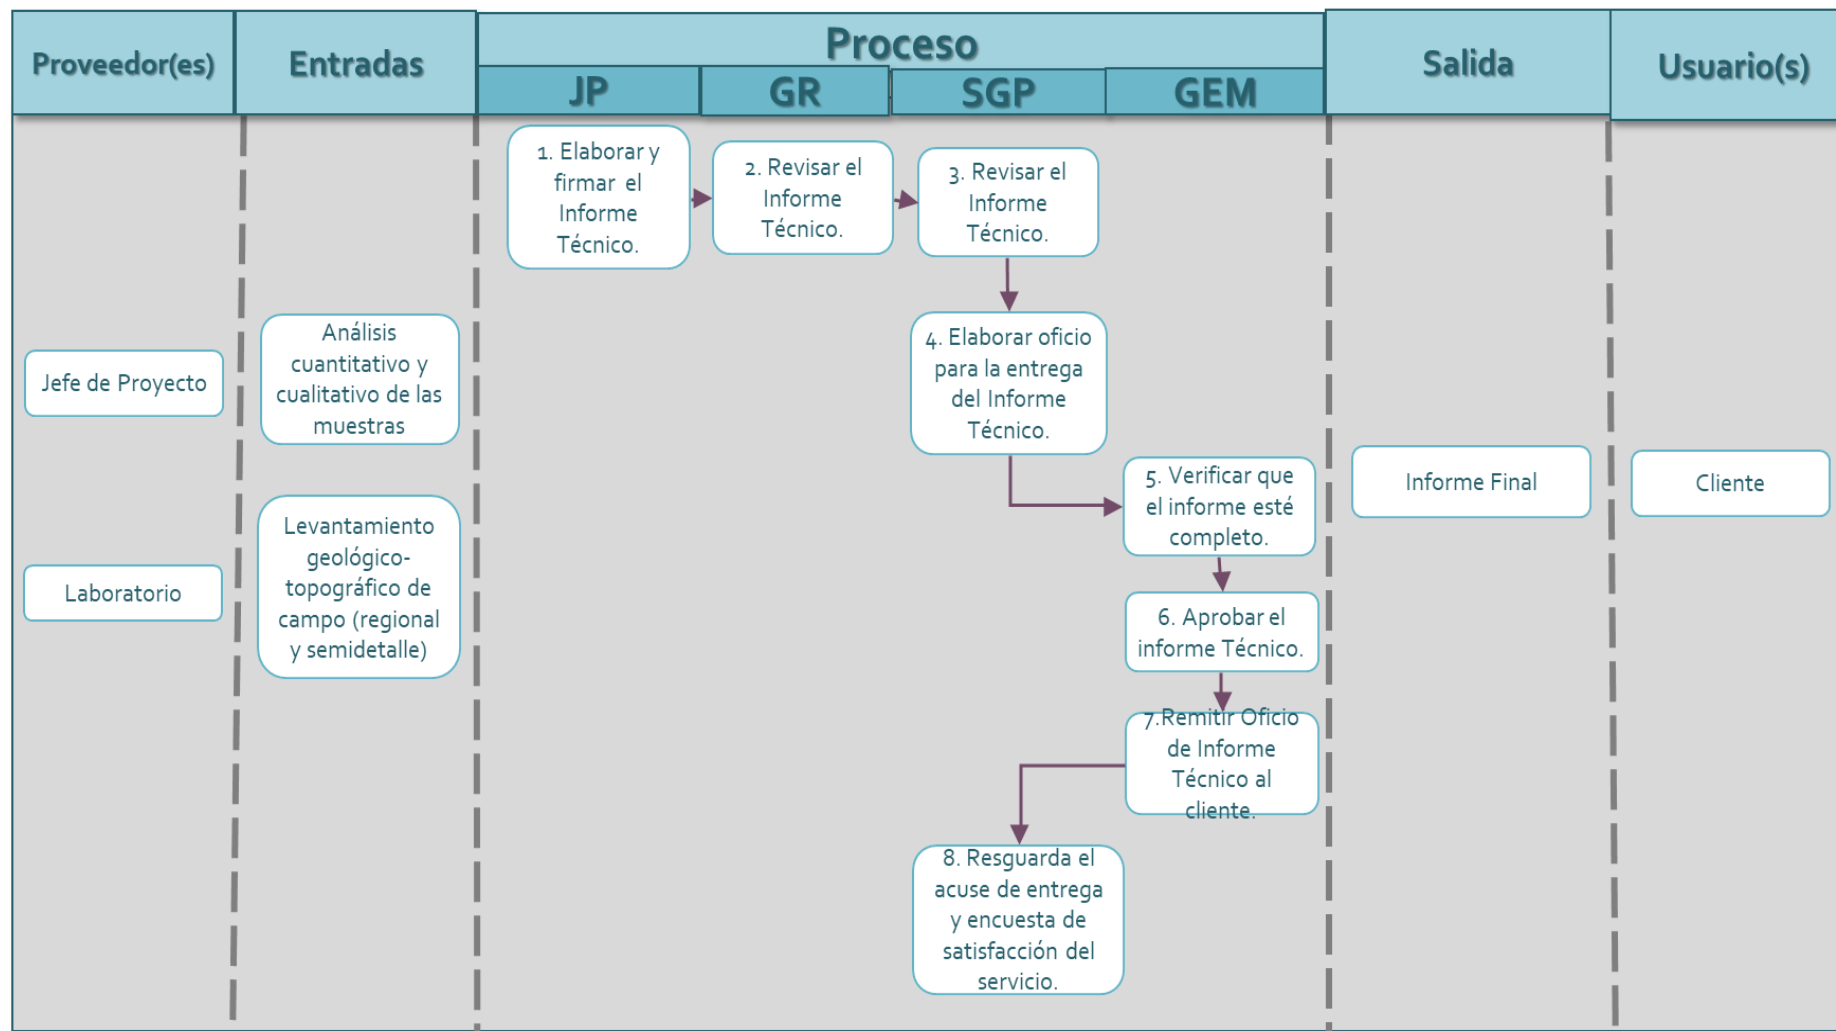 Proveedor(es)
Entradas
Proceso
JP
GR
SGP
GEM
Salida
Usuario(s)
Jefe de Proyecto
Laboratorio
Análisis
cuantitativo y
cualitativo de las
muestras
Levantamiento
geológico-
topográfico de
campo (regional
y semidetalle)
1. Elaborar y
firmar el
Informe
Técnico.
2. Revisar el
Informe
Técnico.
3. Revisar el
Informe
Técnico.
4. Elaborar oficio
para la entrega
del Informe
Técnico.
5. Verificar que
el informe esté
completo.
6. Aprobar el
informe Técnico.
7.Remitir Oficio
de Informe
Técnico al
cliente.
8. Resguarda el
acuse de entrega
y encuesta de
satisfacción del
servicio.
Informe Final
Cliente